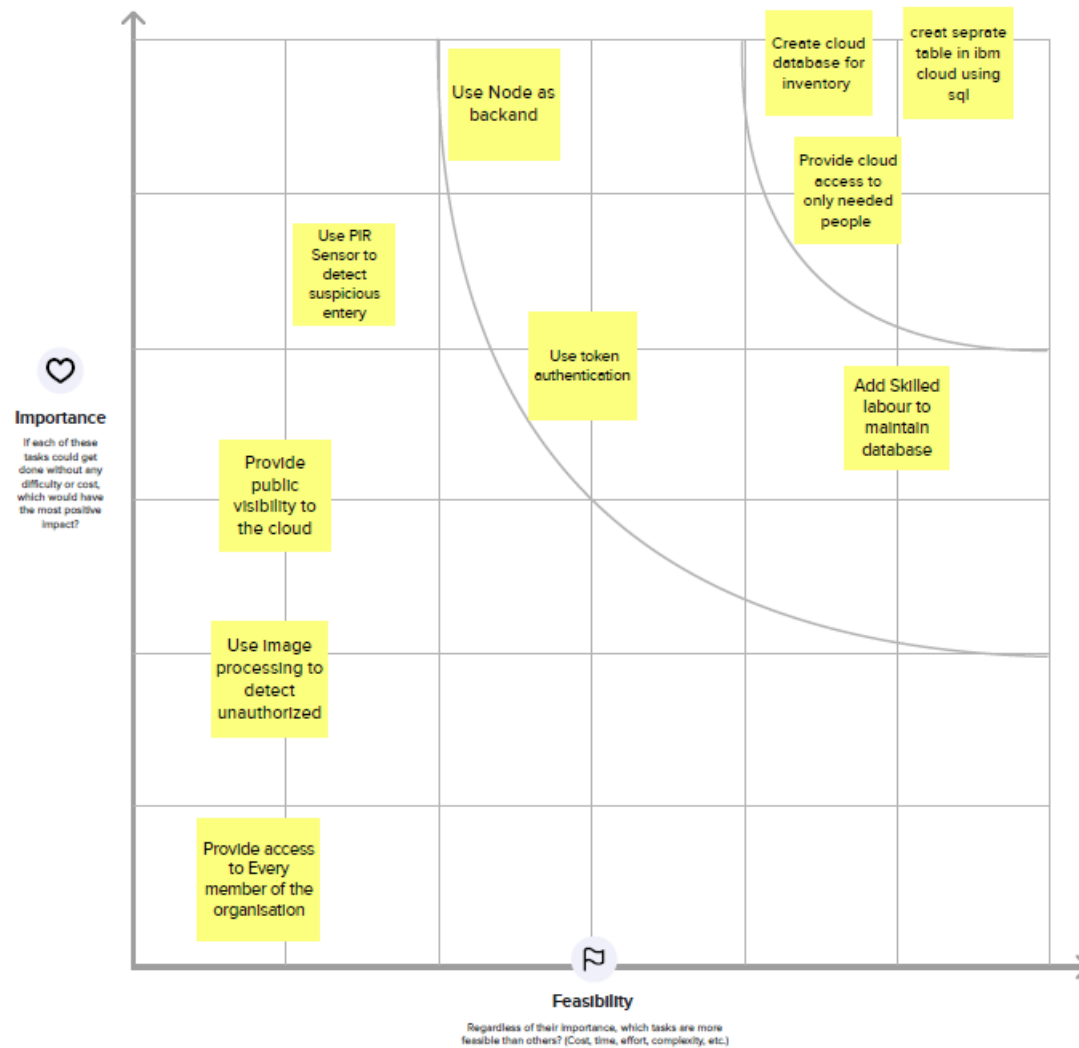 Create cloud
database for
inventory
creat seprate
table in ibm
cloud using
sql
Use Node as
backand
Provide cloud
access to
only needed
people
Use PIR
Sensor to
detect
suspicious
entery
Use token
authentication
Add Skilled
labour to
maintain
database
Importance
If each of these
tasks could get
done without any
difficulty or cost,
which would have
the most positive
impact?
Provide
public
visibility to
the cloud
Use image
processing to
detect
unauthorized
Provide access
to Every
member of the
organisation
Feasibility
Regardless of their importance, which tasks are more
feasible than others? (Cost, time, effort, complexity, etc.)